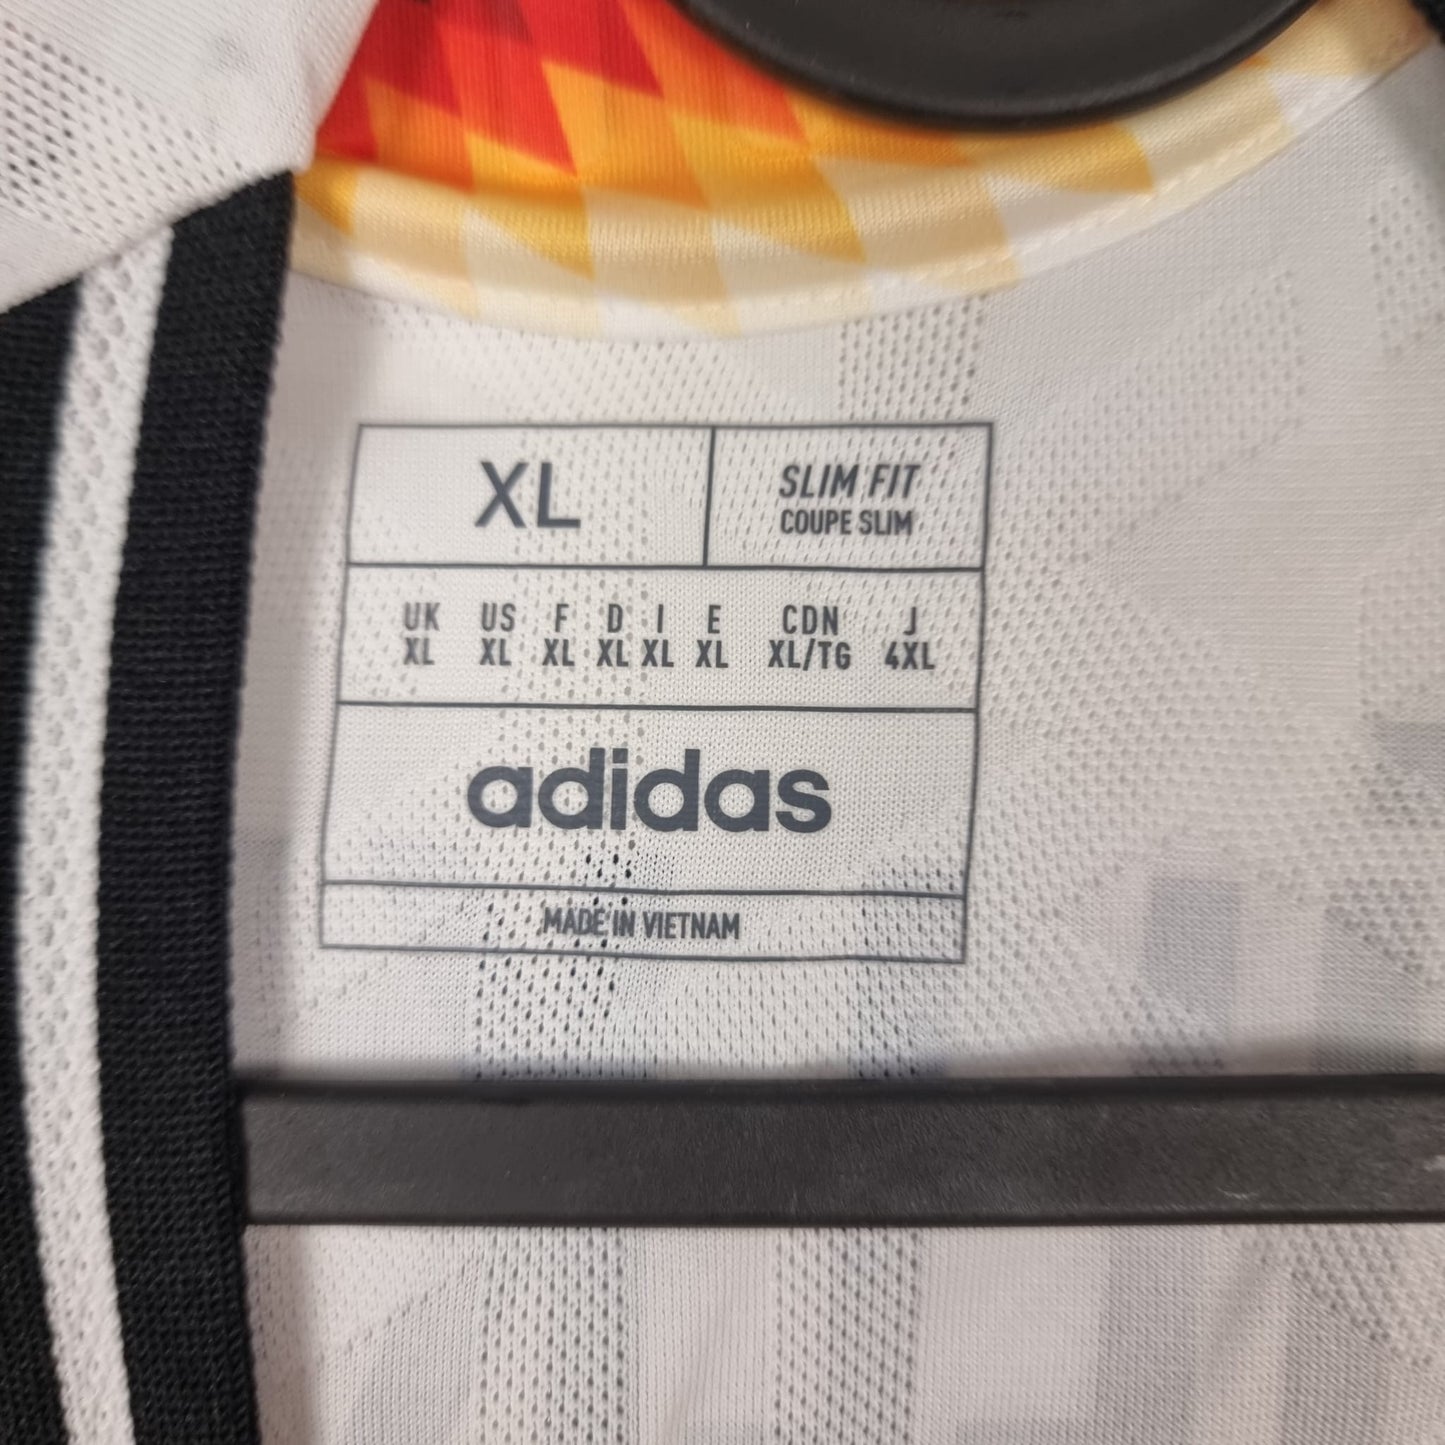 XL
SLIM FIT
COUPE SLIM
UK US F D I E CDN J
XL XL XL XL XL XL XL/TG 4XL
adidas
MADE IN VIETNAM